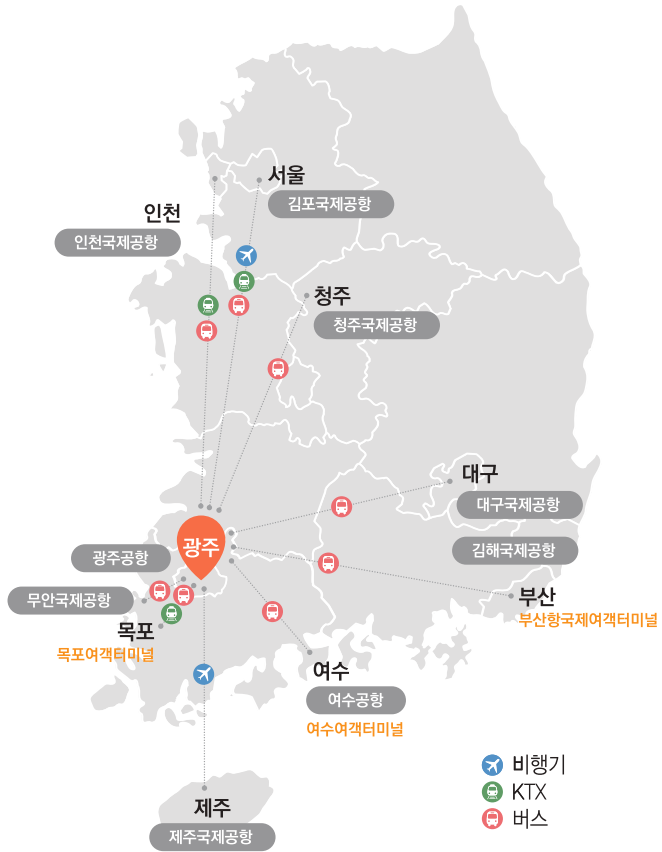 서울
김포국제공항
인천
인천국제공항
청주
청주국제공항
대구
대구국제공항
광주
광주공항
김해국제공항
무안국제공항
부산
부산항국제여객터미널
목포
목포여객터미널
여수
여수공항
여수여객터미널
비행기
KTX
버스
제주
제주국제공항